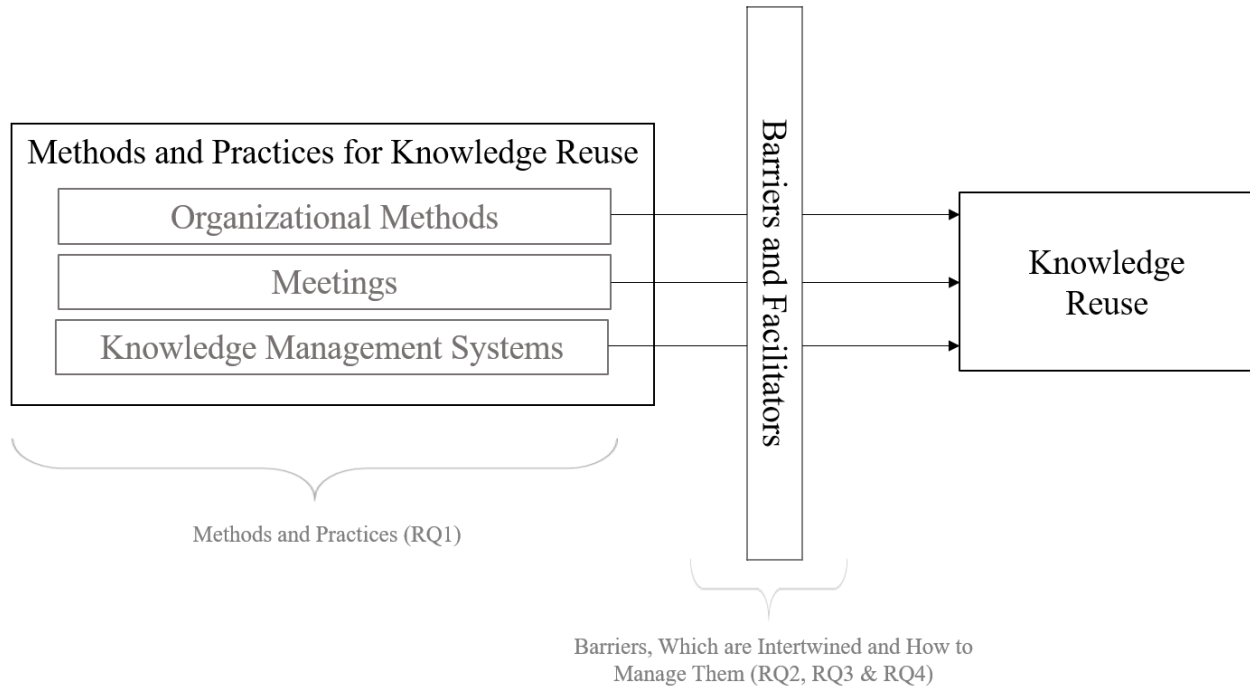 Methods and Practices for Knowledge Reuse
Organizational Methods
Meetings
Knowledge Management Systems
Barriers and Facilitators
Knowledge
Reuse
Methods and Practices (RQ1)
Barriers, Which are Intertwined and How to
Manage Them (RQ2, RQ3 & RQ4)